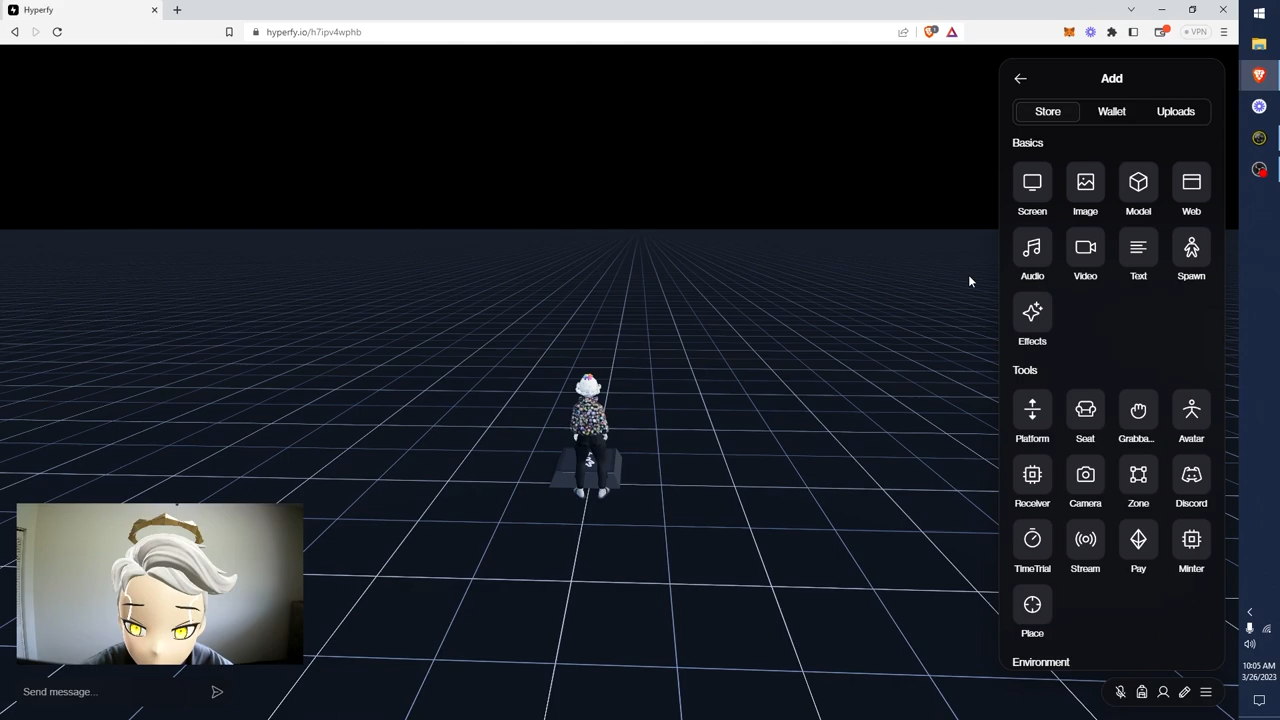 Hyperfy
hyperfy.io/h7ipv4wphb
1
VPN
Add
Store Wallet Uploads
Basics
Screen Image Model Web
Audio Video Text Spawn
Effects
Tools
Platform Seat Grabba... Avatar
Receiver Camera Zone Discord
TimeTrial Stream Pay Minter
Place
Environment
Send message...
10:05 AM
3/26/2023